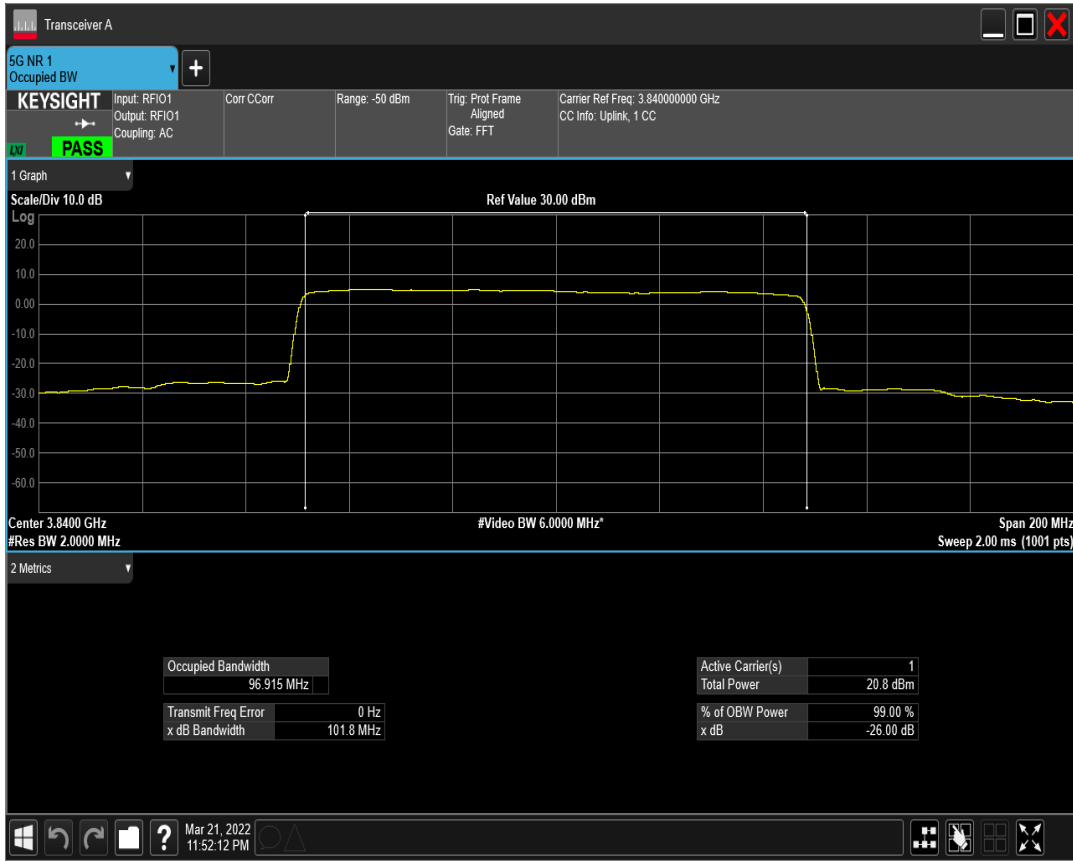 Transceiver A
5G NR 1
Occupied BW
KEYSIGHT
LXI
PASS
Input: RFIO1
Output: RFIO1
Coupling: AC
Corr CCorr
Range: -50 dBm
Trig: Prot Frame
Aligned
Gate: FFT
Carrier Ref Freq: 3.840000000 GHz
CC Info: Uplink, 1 CC
1 Graph
Scale/Div 10.0 dB
Ref Value 30.00 dBm
Log
20.0
10.0
0.00
-10.0
-20.0
-30.0
-40.0
-50.0
-60.0
Center 3.8400 GHz
#Video BW 6.0000 MHz*
Span 200 MHz
#Res BW 2.0000 MHz
Sweep 2.00 ms (1001 pts)
2 Metrics
Occupied Bandwidth
96.915 MHz
Transmit Freq Error 0 Hz
x dB Bandwidth 101.8 MHz
Active Carrier(s) 1
Total Power 20.8 dBm
% of OBW Power 99.00 %
x dB -26.00 dB
?
Mar 21, 2022
11:52:12 PM